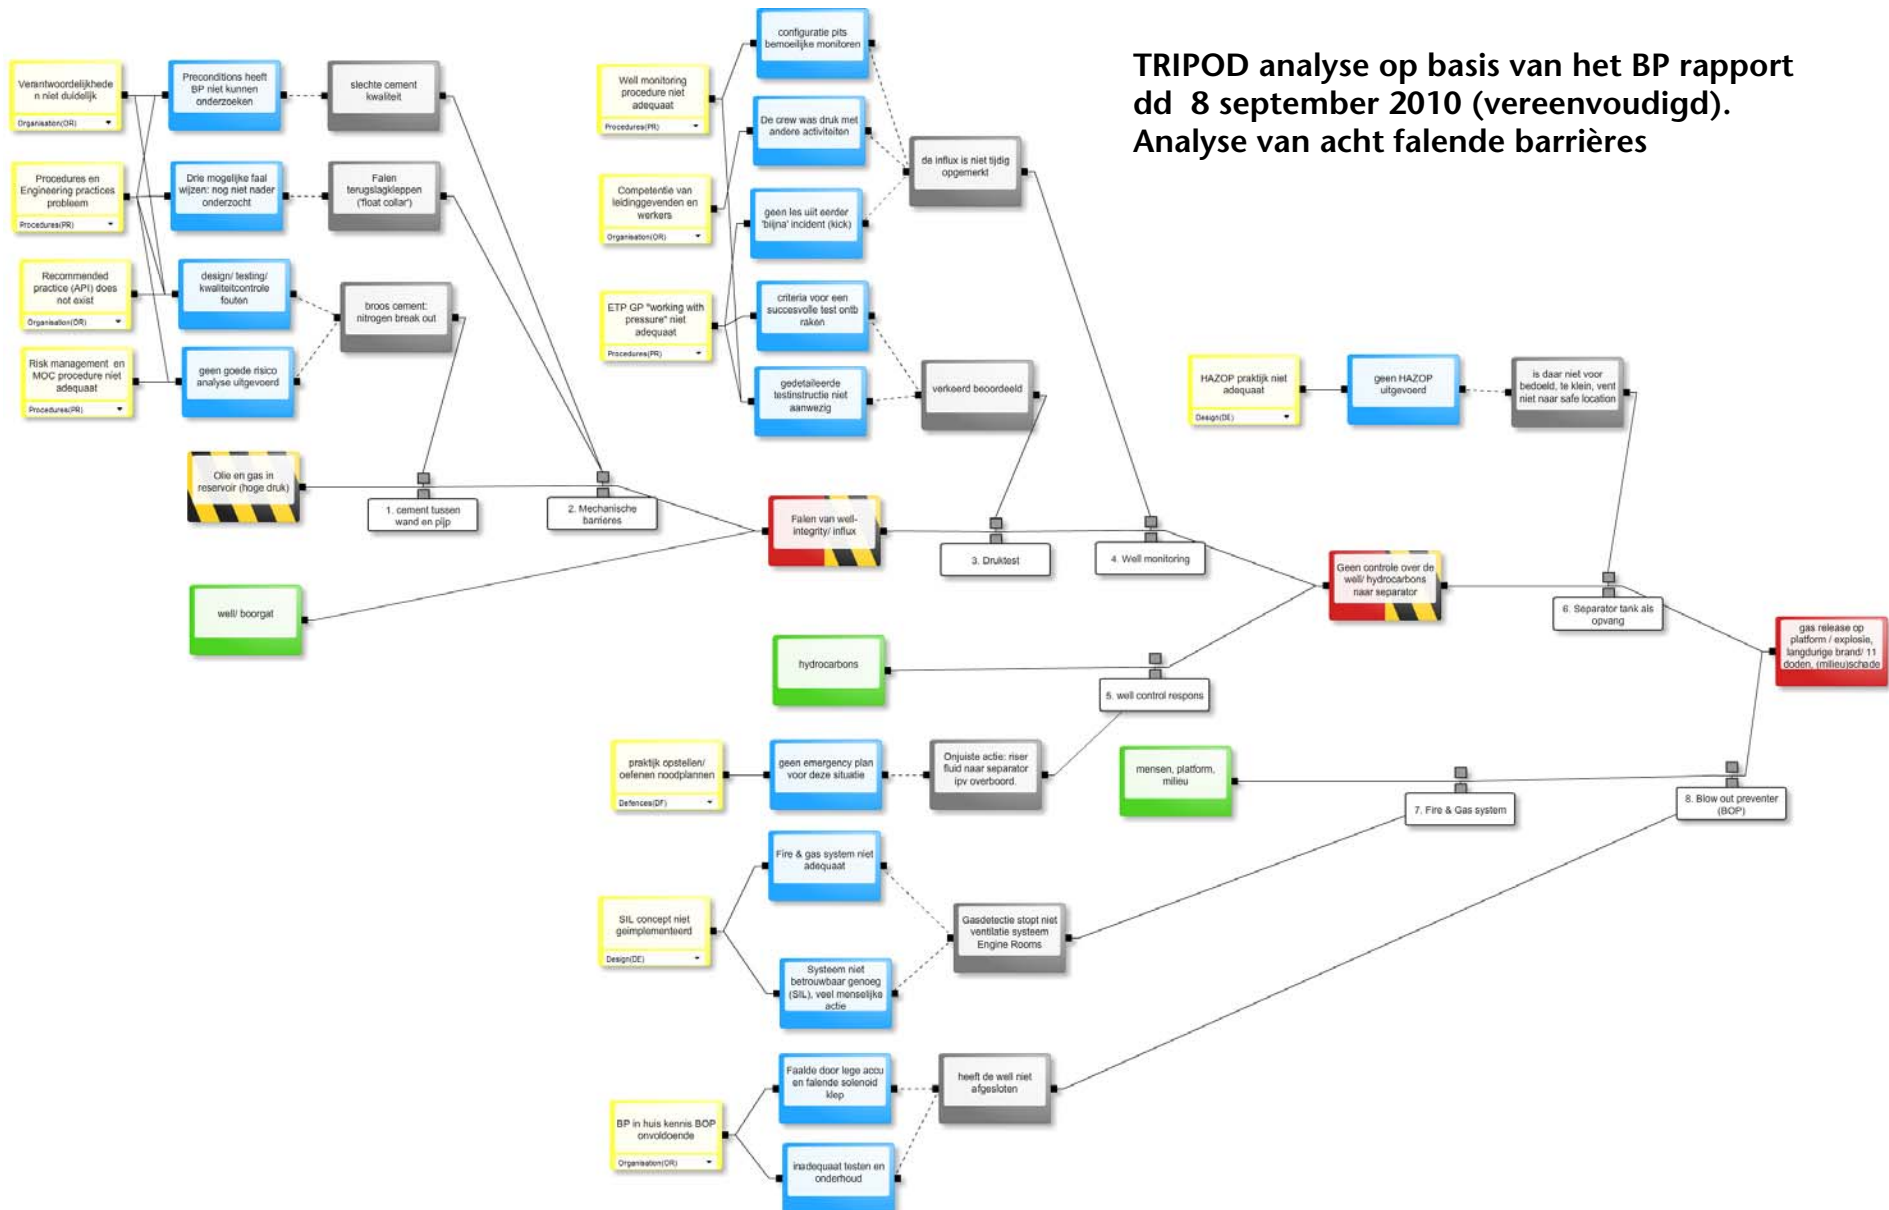 TRIPOD analyse op basis van het BP rapport
dd 8 september 2010 (vereenvoudigd).
Analyse van acht falende barrières
Verantwoordelijkhede
n niet duidelijk
Organisation(OR)
Preconditions heeft
BP niet kunnen
onderzoeken
slechte cement
kwaliteit
Procedures en
Engineering practices
probleem
Procedures(PR)
Drie mogelijke faal
wijzen: nog niet nader
onderzocht
Falen
terugslagkleppen
('float collar')
Recommended
practice (API) does
not exist
Organisation(OR)
design/ testing/
kwaliteitcontrole
fouten
broos cement:
nitrogen break out
Risk management en
MOC procedure niet
adequaat
Procedures(PR)
geen goede risico
analyse uitgevoerd
Olie en gas in
reservoir (hoge druk)
1. cement tussen
wand en pijp
2. Mechanische
barrieres
well/ boorgat
Well monitoring
procedure niet
adequaat
Procedures(PR)
configuratie pits
bemoeilijke monitoren
De crew was druk met
andere activiteiten
de influx is niet tijdig
opgemerkt
Competentie van
leidinggevenden en
werkers
Organisation(OR)
geen les uit eerder
'bijna' incident (kick)
ETP GP "working with
pressure" niet
adequaat
Procedures(PR)
criteria voor een
succesvolle test ontb
raken
gedetaileerde
testinstructie niet
aanwezig
verkeerd beoordeeld
Falen van well-
integrity/ influx
3. Druktest
4. Well monitoring
HAZOP praktijk niet
adequaat
Design(DE)
geen HAZOP
uitgevoerd
is daar niet voor
bedoeld, te klein, vent
niet naar safe location
Geen controle over de
well/ hydrocarbons
naar separator
6. Separator tank als
opvang
gas release op
platform / explosie,
langdurige brand/ 11
doden, (milieu)schade
hydrocarbons
5. well control respons
praktijk opstellen/
oefenen noodplannen
Defences(DF)
geen emergency plan
voor deze situatie
Onjuiste actie: riser
fluid naar separator
ipv overboord.
mensen, platform,
milieu
7. Fire & Gas system
8. Blow out preventer
(BOP)
Fire & gas system niet
adequaat
SIL concept niet
geimplementeerd
Design(DE)
Gasdetectie stopt niet
ventilatie systeem
Engine Rooms
Systeem niet
betrouwbaar genoeg
(SIL), veel menselijke
actie
Faalde door lege accu
en falende solenoid
klep
heeft de well niet
afgesloten
BP in huis kennis BOP
onvoldoende
Organisation(OR)
inadequaat testen en
onderhoud